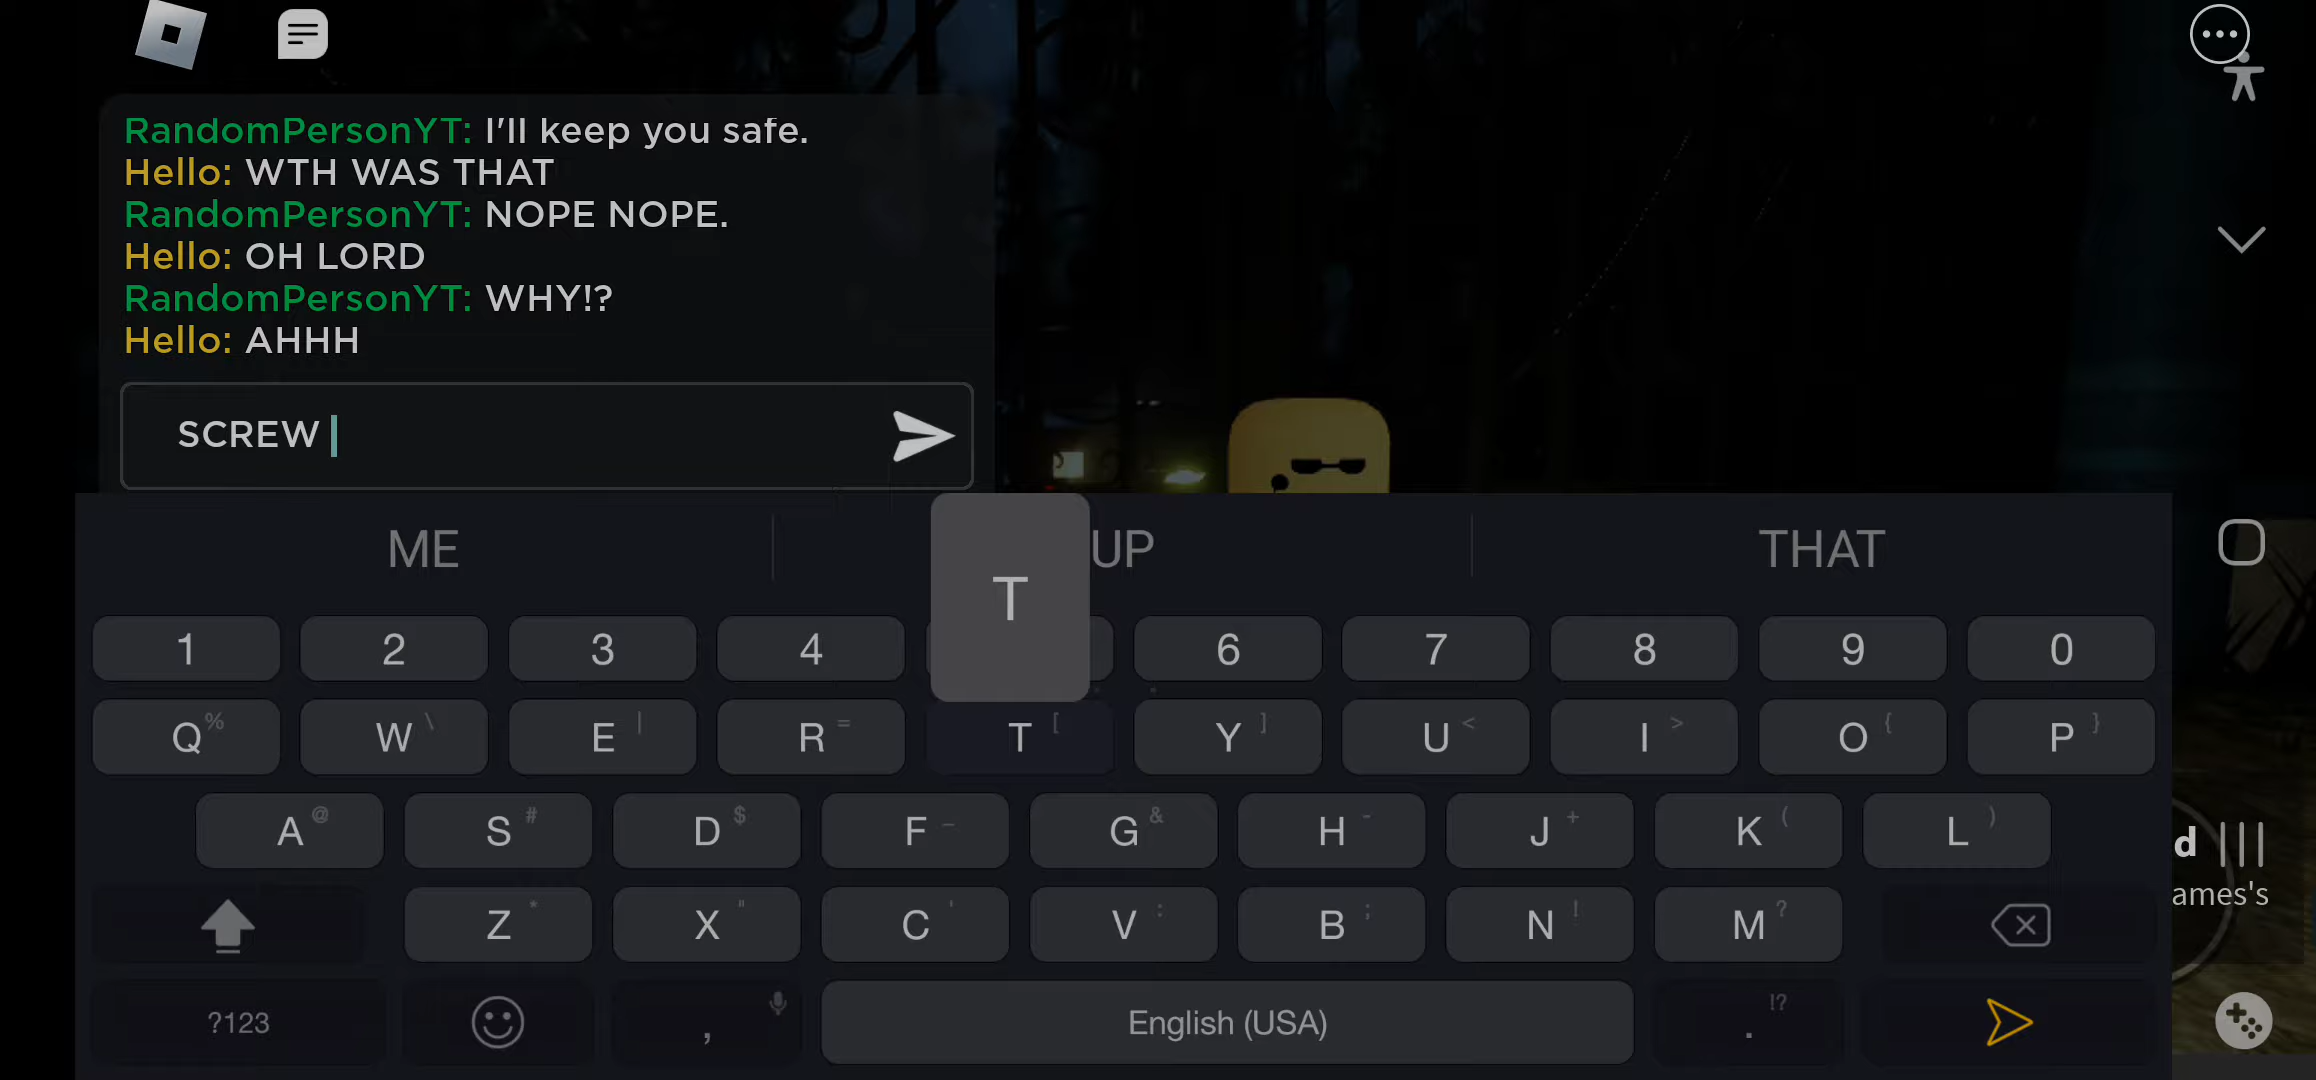 RandomPersonYT: I'll keep you safe.
Hello: WTH WAS THAT
RandomPersonYT: NOPE NOPE.
Hello: OH LORD
RandomPersonYT: WHY!?
Hello: AHHH
SCREW
ME UP THAT
T
1 2 3 4 6 7 8 9 0
Q% W\ E| R= T[ Y] U< I> O{ P}
A@ S# D$ F_ G& H- J+ K( L)
d
ames's
Z* X" C' V: B; N! M?
?123 , English (USA) . !?